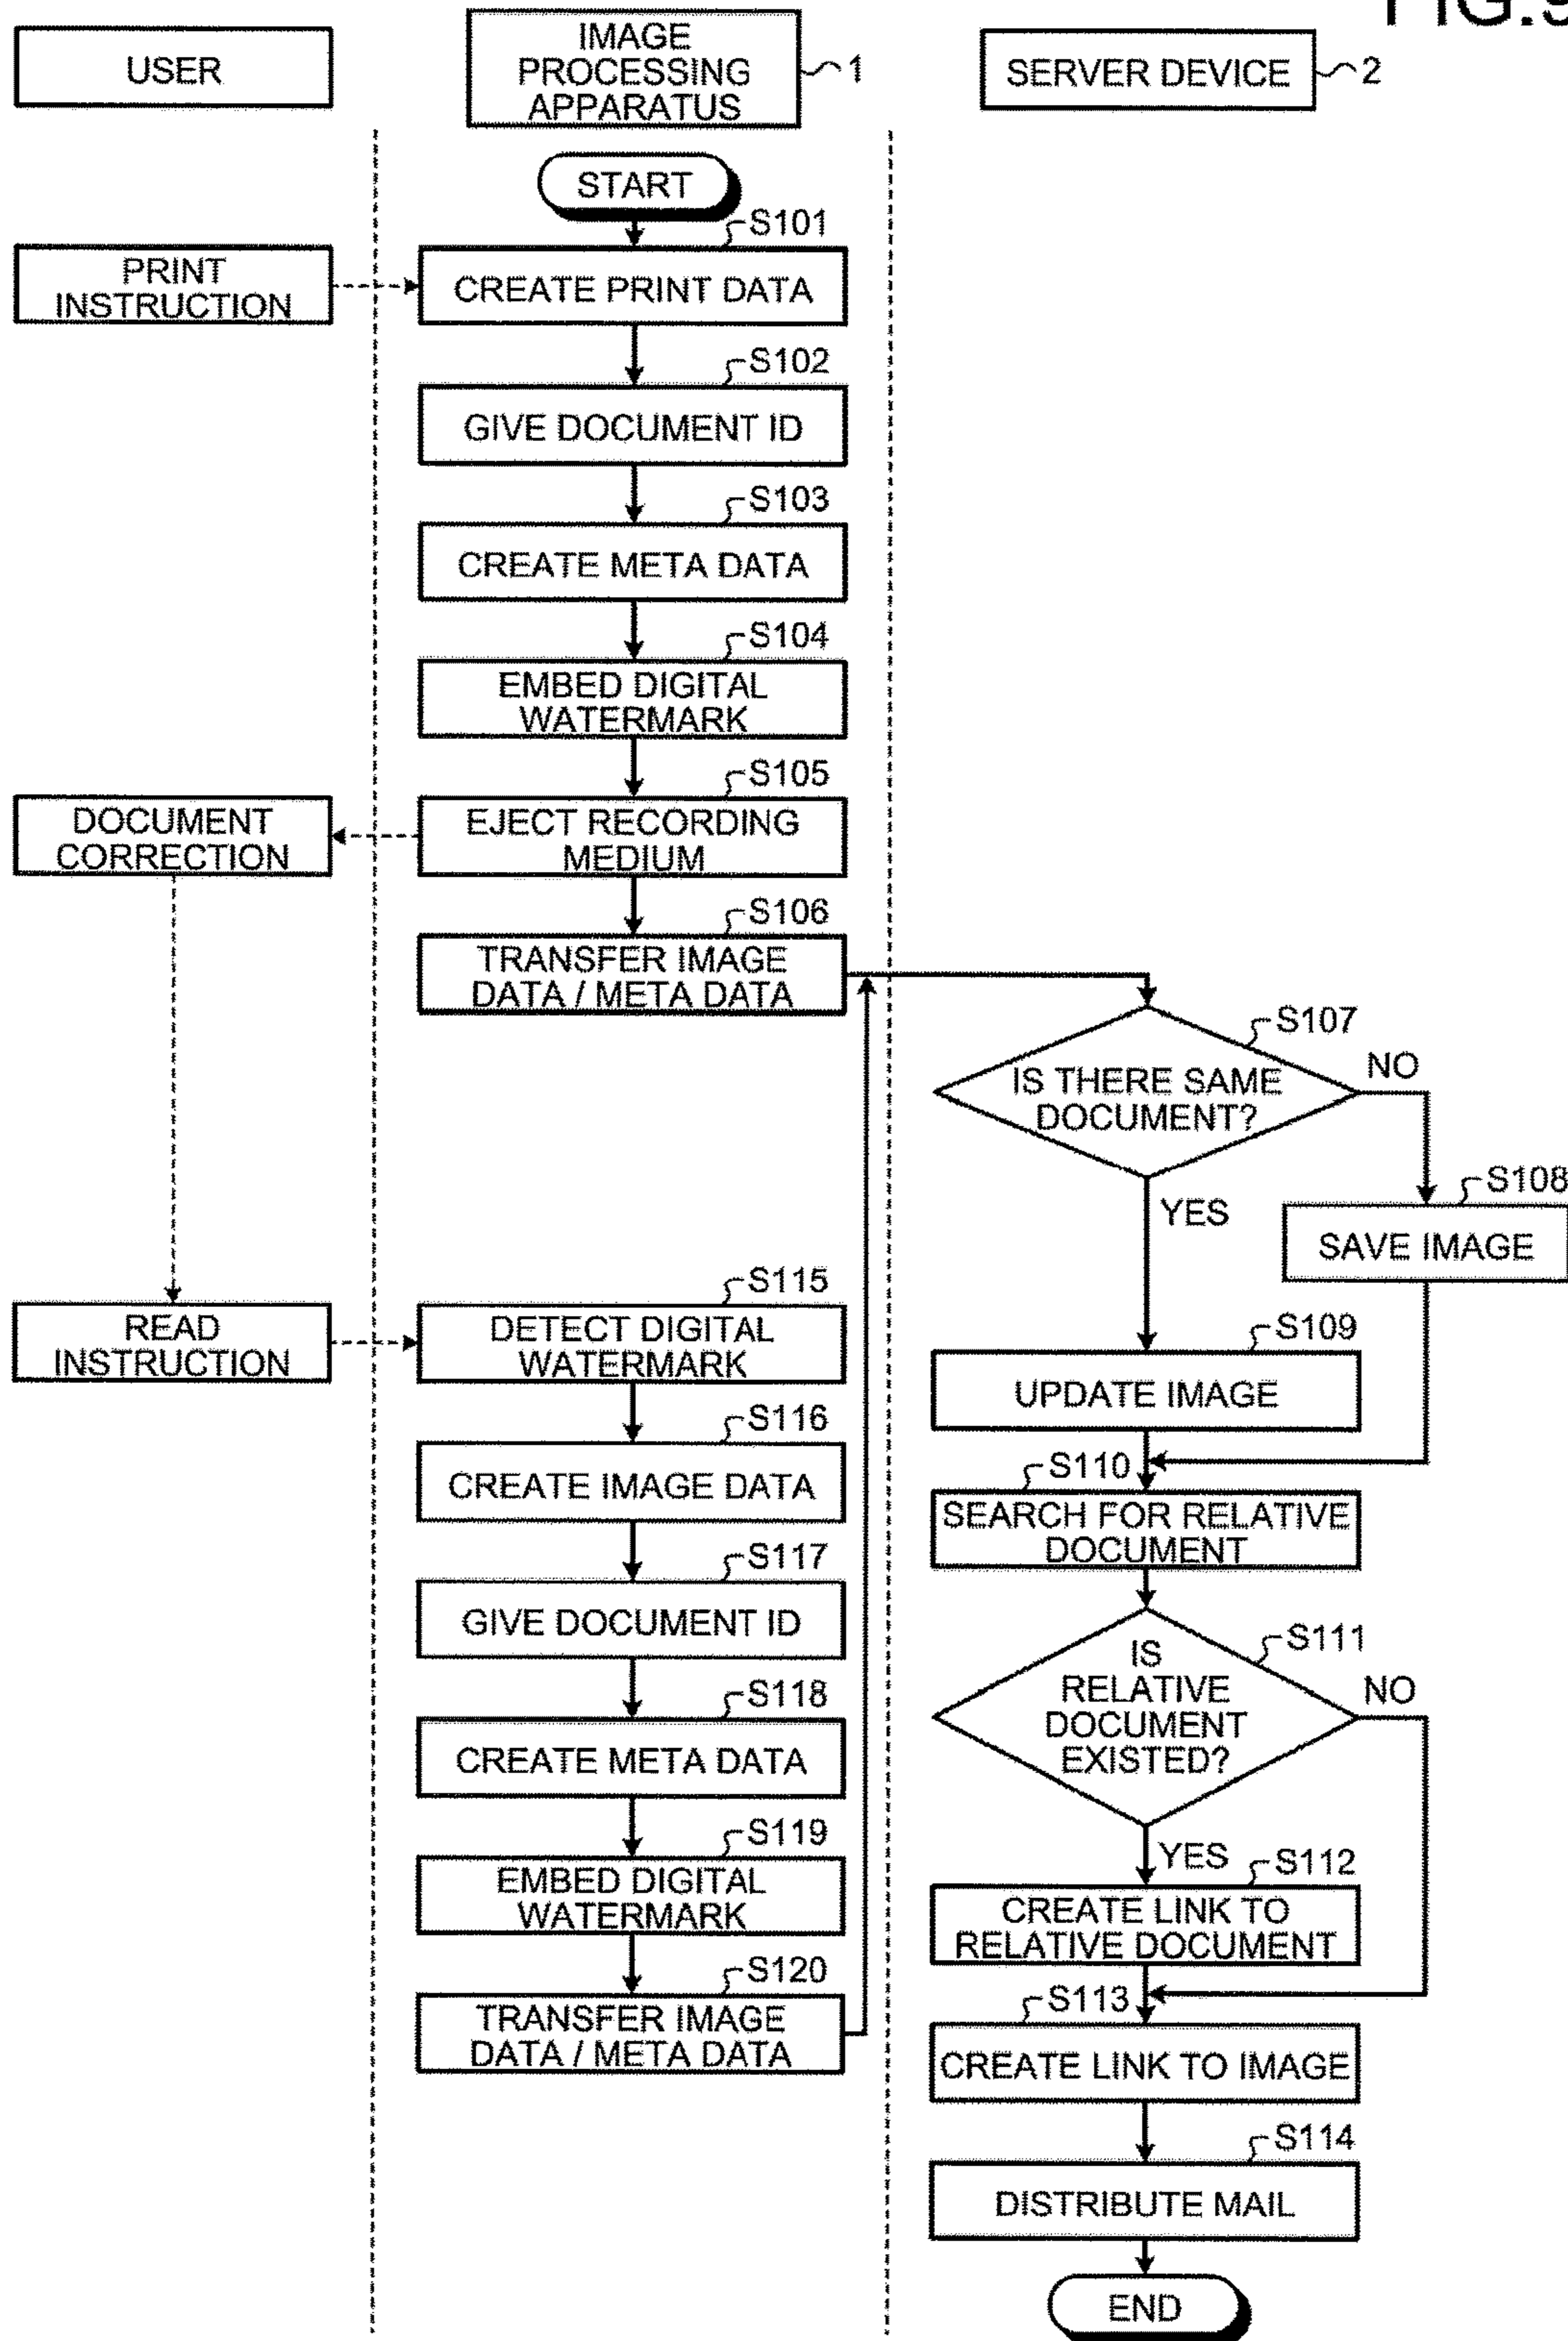 FIG.9
USER
IMAGE
PROCESSING
APPARATUS
1
SERVER DEVICE
2
START
S101
PRINT
INSTRUCTION
CREATE PRINT DATA
S102
GIVE DOCUMENT ID
S103
CREATE META DATA
S104
EMBED DIGITAL
WATERMARK
S105
DOCUMENT
CORRECTION
EJECT RECORDING
MEDIUM
S106
TRANSFER IMAGE
DATA / META DATA
S107
IS THERE SAME
DOCUMENT?
NO
YES
S108
SAVE IMAGE
S115
READ
INSTRUCTION
DETECT DIGITAL
WATERMARK
S109
UPDATE IMAGE
S116
CREATE IMAGE DATA
S110
SEARCH FOR RELATIVE
DOCUMENT
S117
GIVE DOCUMENT ID
S111
IS
RELATIVE
DOCUMENT
EXISTED?
NO
YES
S118
CREATE META DATA
S119
EMBED DIGITAL
WATERMARK
S112
CREATE LINK TO
RELATIVE DOCUMENT
S120
TRANSFER IMAGE
DATA / META DATA
S113
CREATE LINK TO IMAGE
S114
DISTRIBUTE MAIL
END